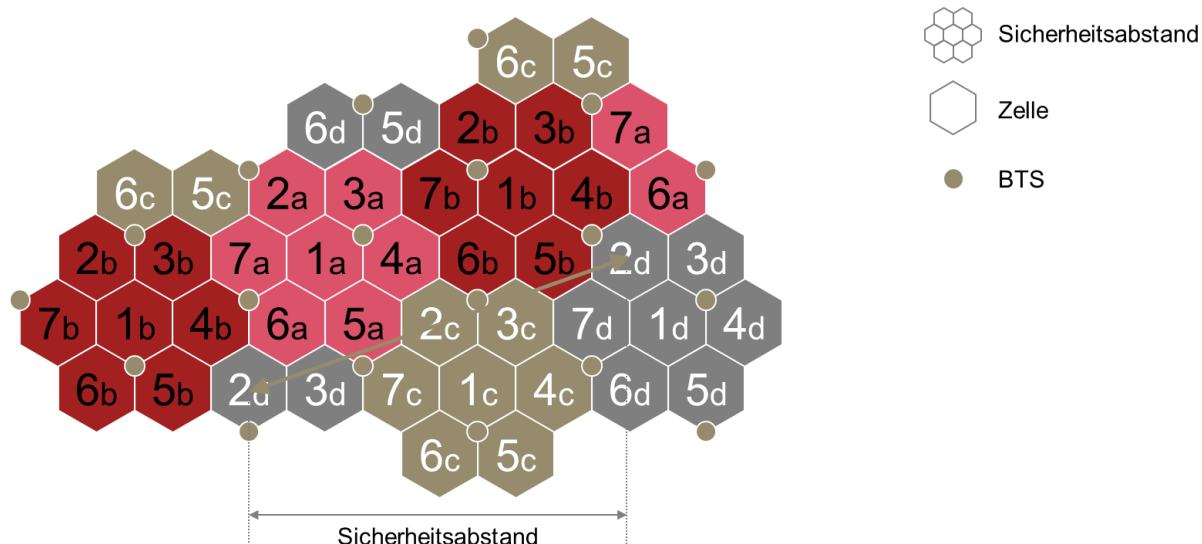 6c 5c
6d 5d 2b 3b 7a
6c 5c 2a 3a 7b 1b 4b 6a
2b 3b 7a 1a 4a 6b 5b 2d 3d
7b 1b 4b 6a 5a 2c 3c 7d 1d 4d
6b 5b 2d 3d 7c 1c 4c 6d 5d
6c 5c
Sicherheitsabstand
Sicherheitsabstand
Zelle
BTS